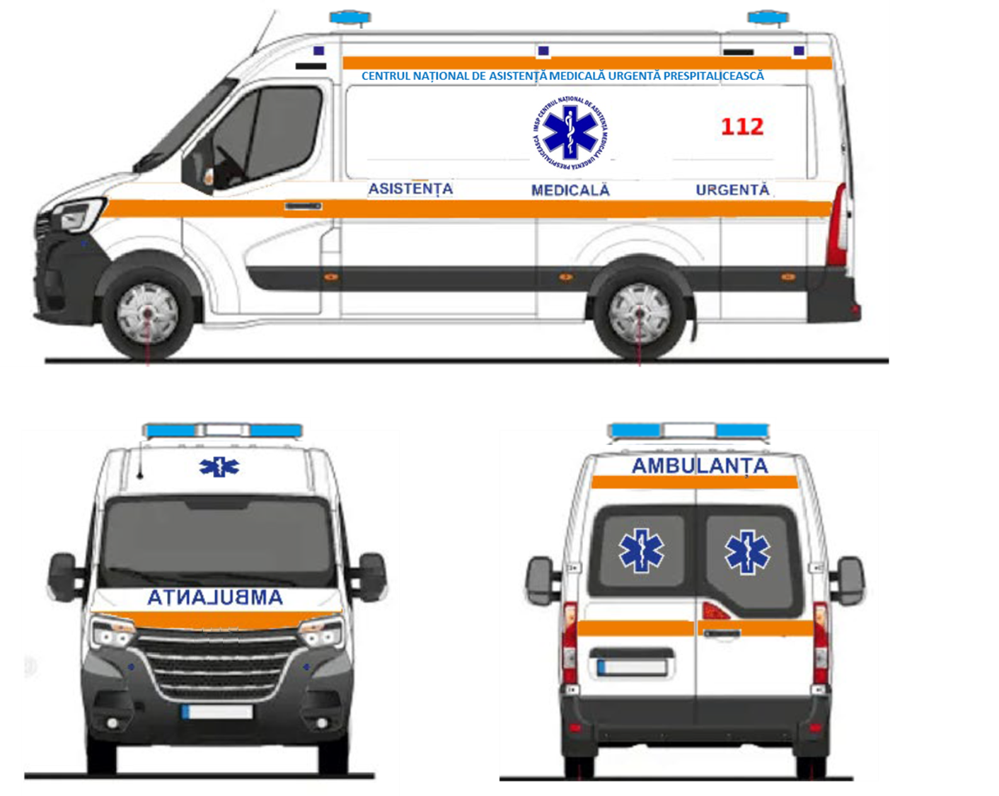 CENTRUL NAȚIONAL DE ASISTENȚĂ MEDICALĂ URGENTĂ PRESPITALICEASCĂ
IMSP CENTRUL NAȚIONAL DE ASISTENȚĂ MEDICALĂ URGENTĂ PRESPITALICEASCĂ
112
ASISTENȚA MEDICALĂ URGENTĂ
AMBULANȚA
AMBULANTA